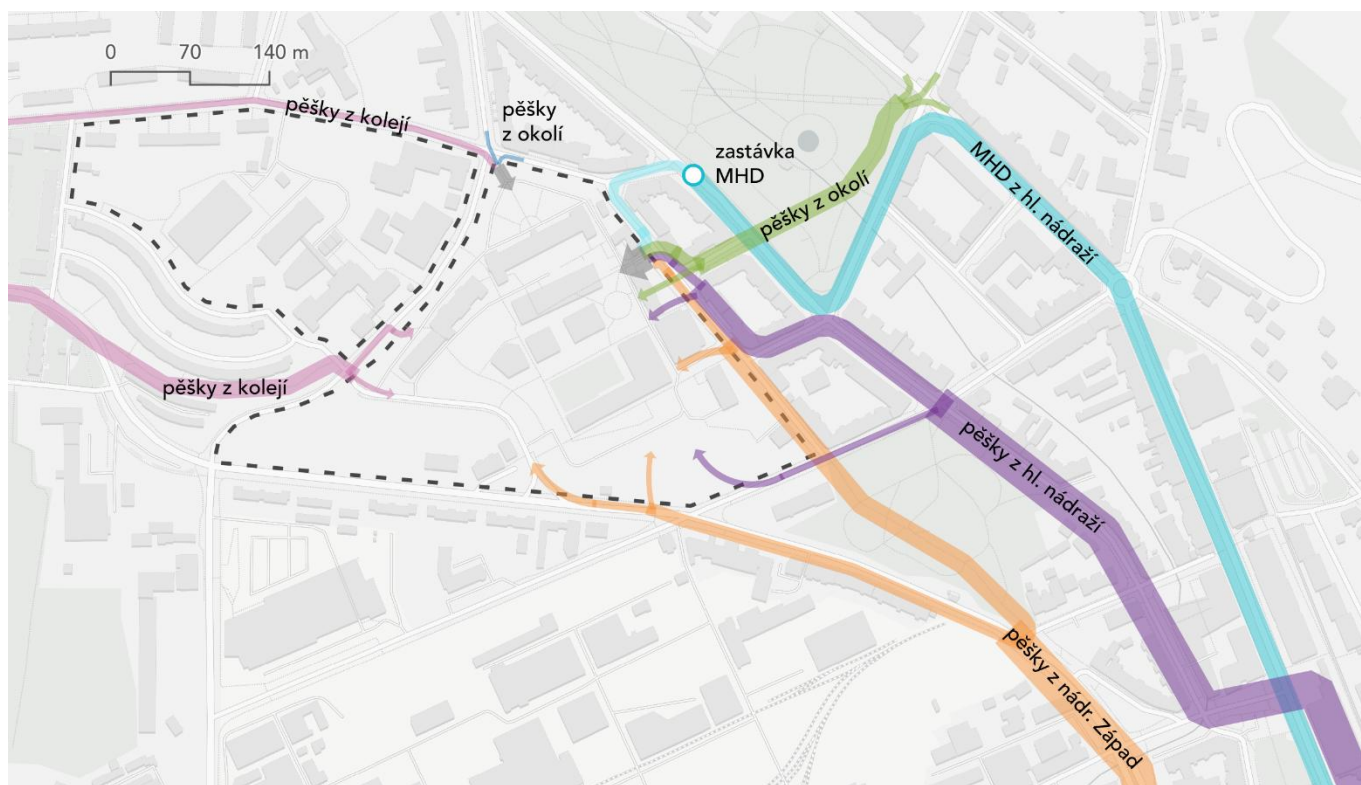 0 70 140 m
pěšky z kolejí
pěšky
z okolí
zastávka
MHD
pěšky z okolí
MHD z hl. nádraží
pěšky z kolejí
pěšky z hl. nádraží
pěšky z nádr. Západ